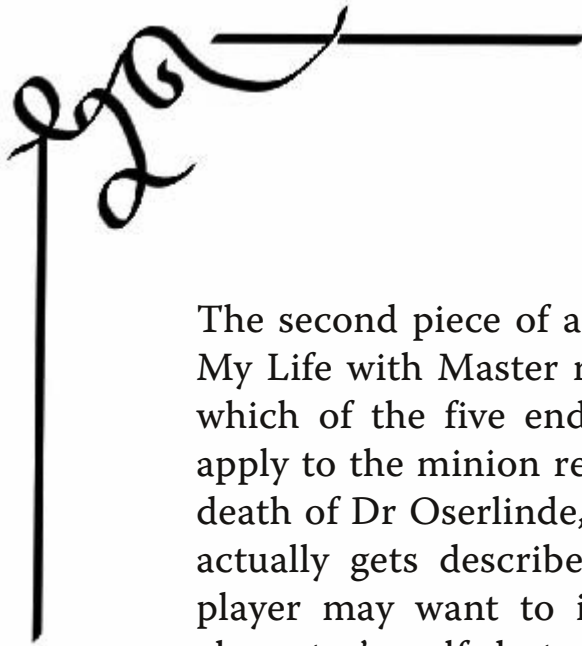 The second piece of a
My Life with Master
which of the five end
apply to the minion re
death of Dr Oserlinde,
actually gets describe
player may want to i